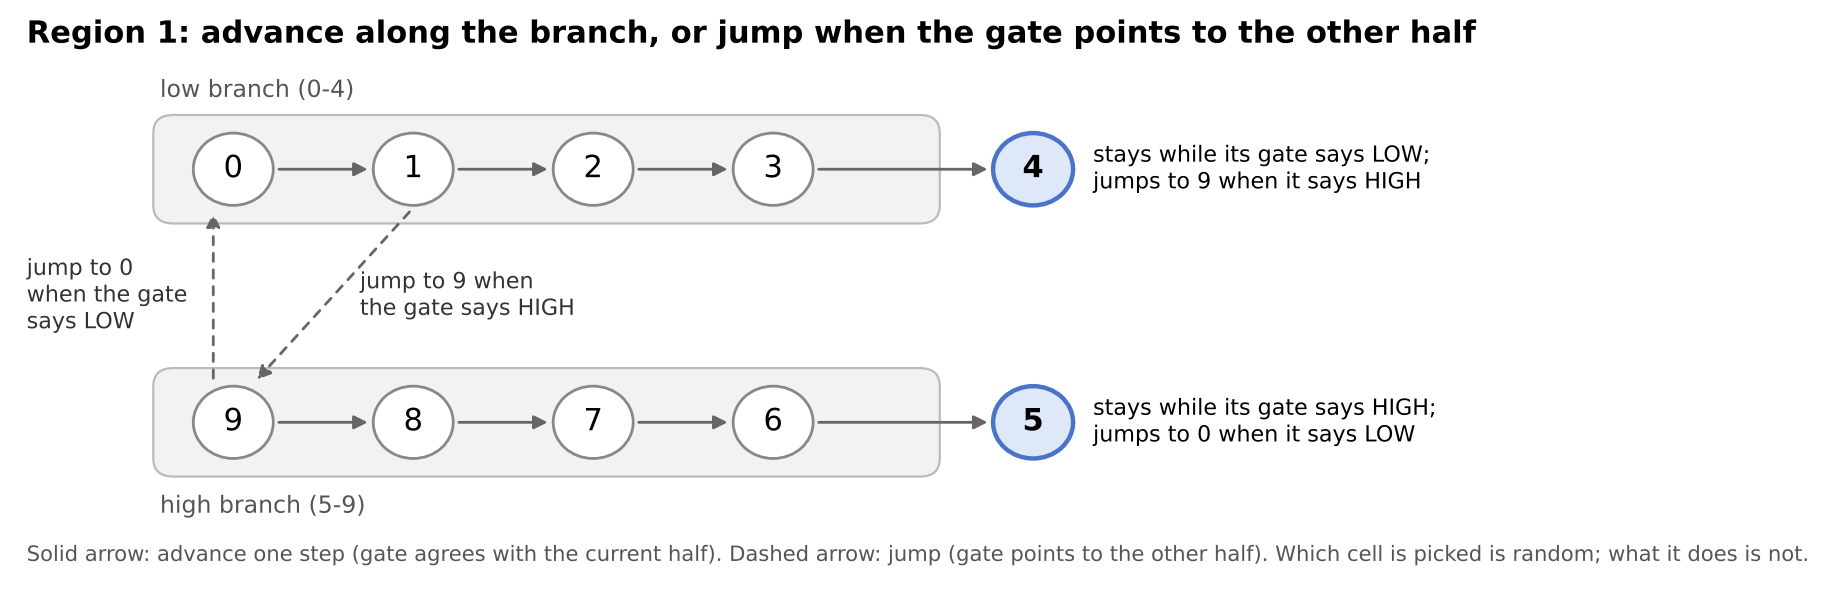 Region 1: advance along the branch, or jump when the gate points to the other half
low branch (0-4)
0
1
2
3
4
stays while its gate says LOW;
jumps to 9 when it says HIGH
jump to 0
when the gate
says LOW
jump to 9 when
the gate says HIGH
9
8
7
6
5
stays while its gate says HIGH;
jumps to 0 when it says LOW
high branch (5-9)
Solid arrow: advance one step (gate agrees with the current half). Dashed arrow: jump (gate points to the other half). Which cell is picked is random; what it does is not.